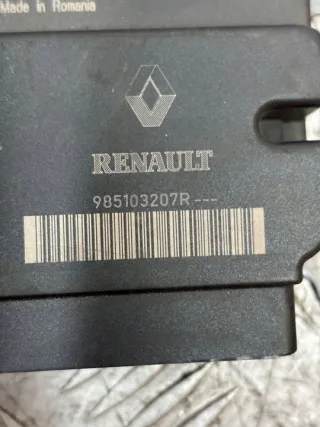 Made in Romania
RENAULT
985103207R---